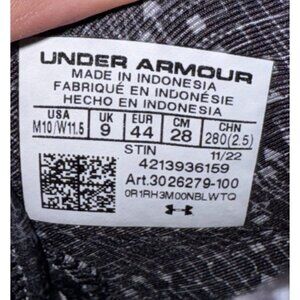 UNDER ARMOUR
MADE IN INDONESIA
FABRIQUÉ EN INDONÉSIE
HECHO EN INDONESIA
USA UK EUR CM CHN
M10/W11.5 9 44 28 280(2.5)
STIN 11/22
4213936159
Art.3026279-100
0R1RH3M00NBLWTQ